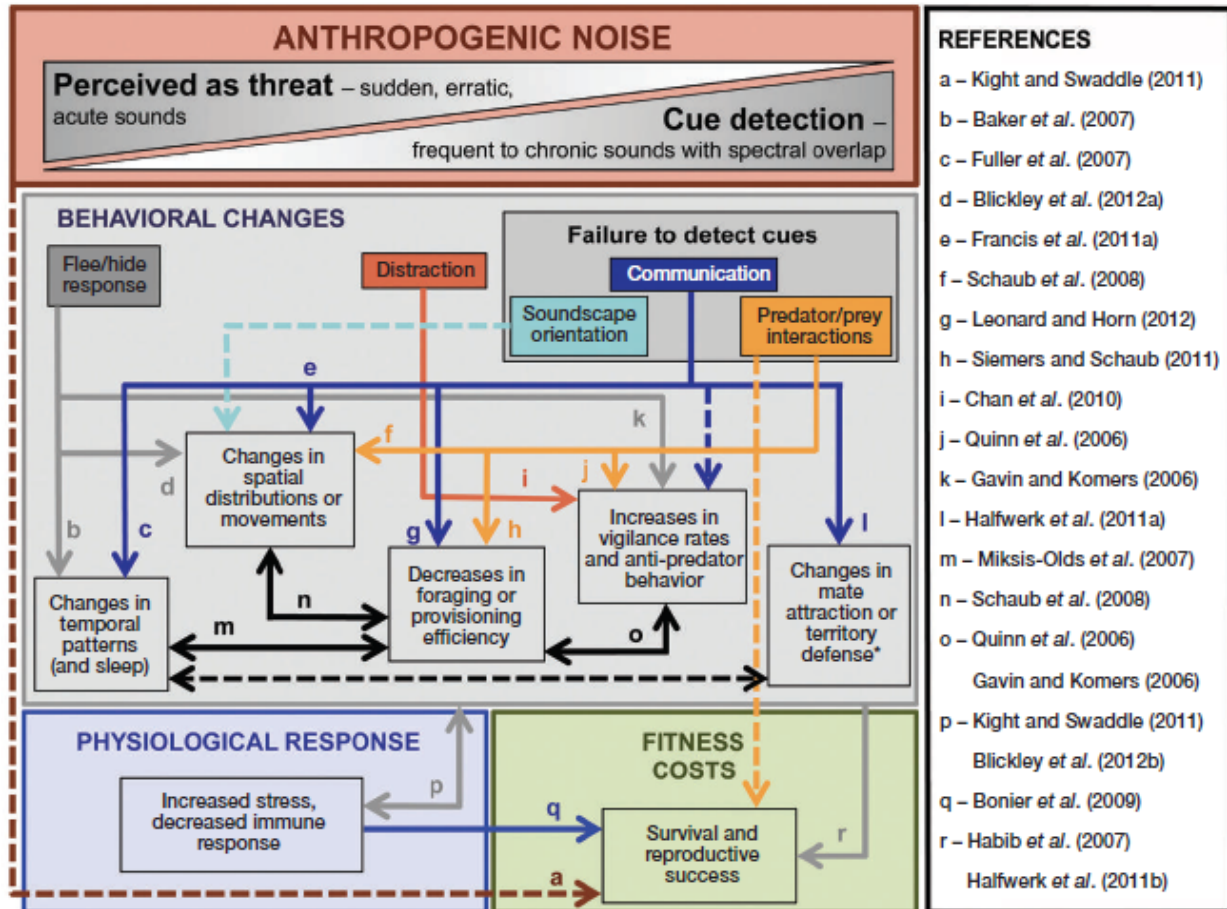 ANTHROPOGENIC NOISE
Perceived as threat – sudden, erratic,
acute sounds
Cue detection –
frequent to chronic sounds with spectral overlap
BEHAVIORAL CHANGES
Flee/hide
response
Distraction
Failure to detect cues
Communication
Soundscape
orientation
Predator/prey
interactions
e
k
f
d
i
j
b
c
g
h
l
Changes in
spatial
distributions or
movements
Increases in
vigilance rates
and anti-predator
behavior
Decreases in
foraging or
provisioning
efficiency
Changes in
temporal
patterns
(and sleep)
Changes in
mate
attraction or
territory
defense*
n
m
o
PHYSIOLOGICAL RESPONSE
Increased stress,
decreased immune
response
p
q
a
FITNESS
COSTS
Survival and
reproductive
success
r
REFERENCES
a – Kight and Swaddle (2011)
b – Baker et al. (2007)
c – Fuller et al. (2007)
d – Blickley et al. (2012a)
e – Francis et al. (2011a)
f – Schaub et al. (2008)
g – Leonard and Horn (2012)
h – Siemers and Schaub (2011)
i – Chan et al. (2010)
j – Quinn et al. (2006)
k – Gavin and Komers (2006)
l – Halfwerk et al. (2011a)
m – Miksis-Olds et al. (2007)
n – Schaub et al. (2008)
o – Quinn et al. (2006)
Gavin and Komers (2006)
p – Kight and Swaddle (2011)
Blickley et al. (2012b)
q – Bonier et al. (2009)
r – Habib et al. (2007)
Halfwerk et al. (2011b)